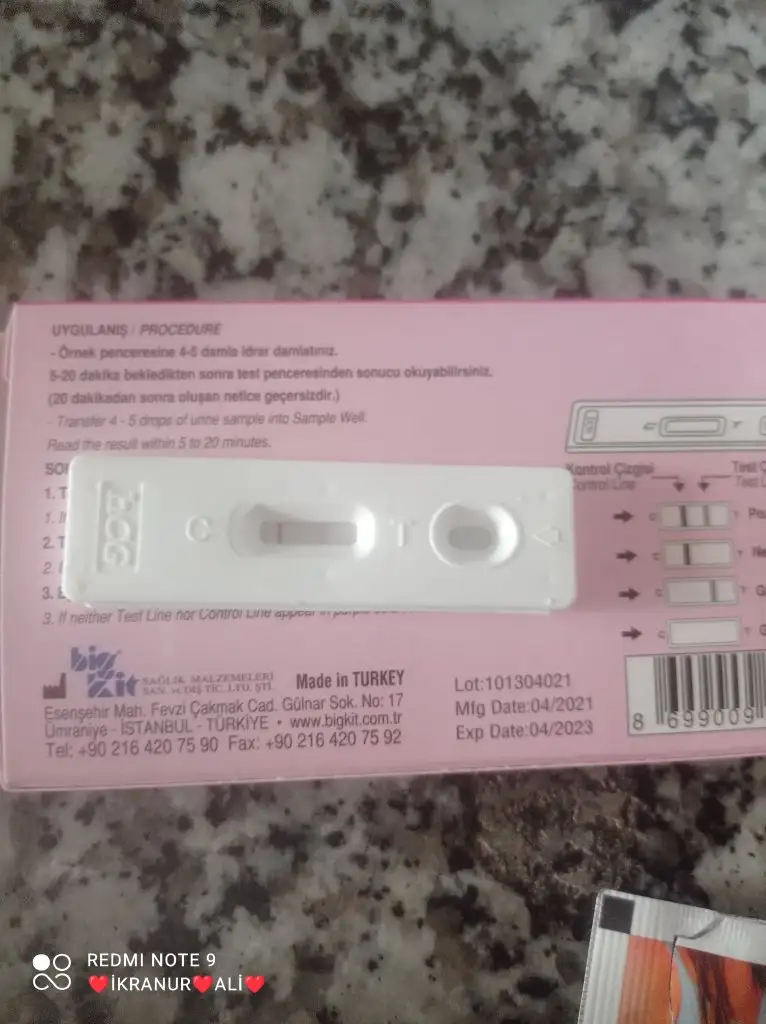 UYGULANIŞ / PROCEDURE
- Örnek penceresine 4-5 damla idrar damlatınız.
5-20 dakika bekledikten sonra test penceresinden sonucu okuyabilirsiniz.
(20 dakikadan sonra oluşan netice geçersizdir.)
- Transfer 4 - 5 drops of urine sample into Sample Well.
Read the result within 5 to 20 minutes.
Kontrol Çizgisi
Control Line
Test
C T
C T
C T
C T
1. T
1. I
2. T
2. I
3.
HCG
C T
3. If neither Test Line nor Control Line appear in
big Kit SAĞLIK MALZEMELERİ
SAN. ve DIŞ TİC. LTD. ŞTİ.
Made in TURKEY
Esenşehir Mah. Fevzi Çakmak Cad. Gülnar Sok. No: 17
Ümraniye - İSTANBUL - TÜRKİYE • www.bigkit.com.tr
Tel: +90 216 420 75 90 Fax: +90 216 420 75 92
Lot:101304021
Mfg Date:04/2021
Exp Date:04/2023
8 699009
REDMI NOTE 9
❤️İKRANUR❤️ALİ❤️